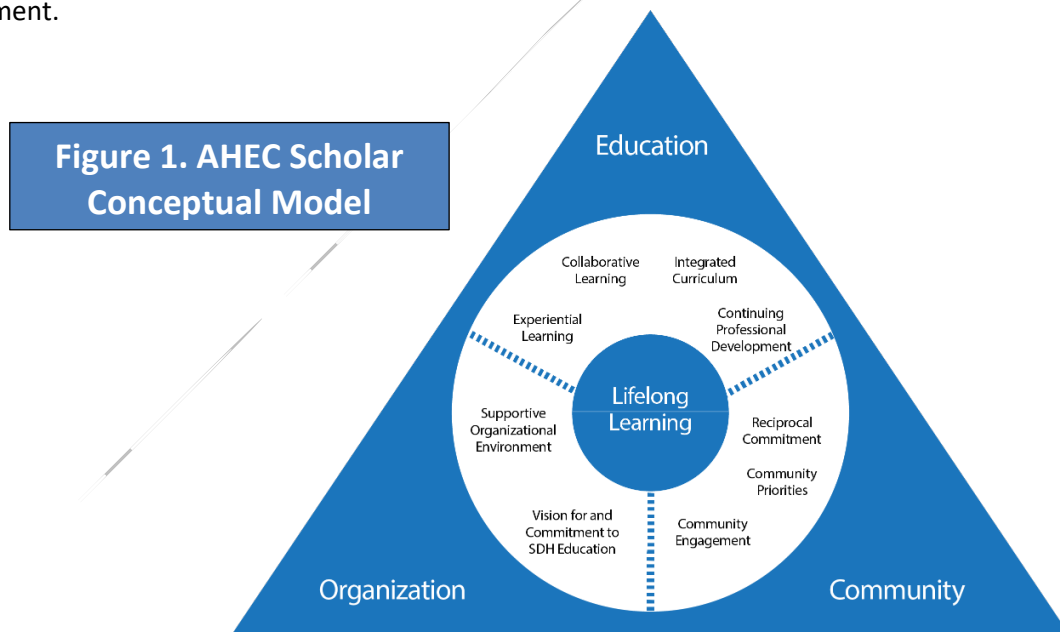 ment.
Figure 1. AHEC Scholar
Conceptual Model
Education
Collaborative
Learning
Integrated
Curriculum
Experiential
Learning
Continuing
Professional
Development
Lifelong
Learning
Supportive
Organizational
Environment
Reciprocal
Commitment
Community
Priorities
Vision for and
Commitment to
SDH Education
Community
Engagement
Organization
Community